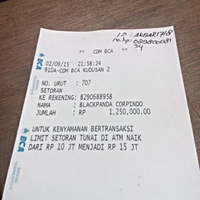 CDM BCA
02/09/15 21:58:24
910A-CDM BCA KUDUSAN 2
NO. URUT : 707
SETORAN
KE REKENING: 8290688958
NAMA : BLACKPANDA CORPINDO
JUMLAH : RP 1,250,000.00
UNTUK KENYAMANAN BERTRANSAKSI
LIMIT SETORAN TUNAI DI ATM NAIK
DARI RP 10 JT MENJADI RP 15 JT
BCA
BCA